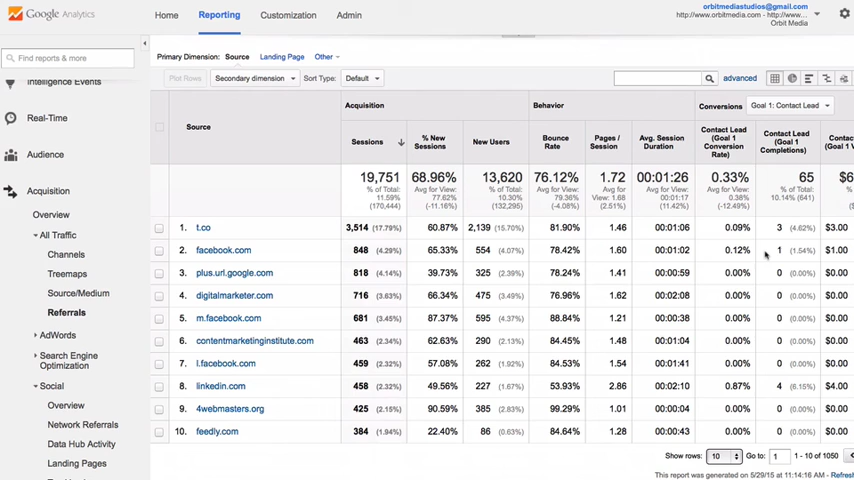 Google Analytics
Home Reporting Customization Admin
orbitmediastudios@gmail.com
http://www.orbitmedia.com - http://www...
Orbit Media
Find reports & more
Intelligence Events
Real-Time
Audience
Acquisition
Overview
All Traffic
Channels
Treemaps
Source/Medium
Referrals
AdWords
Search Engine
Optimization
Social
Overview
Network Referrals
Data Hub Activity
Landing Pages
Primary Dimension: Source Landing Page Other
Plot Rows Secondary dimension Sort Type: Default advanced
Source Acquisition Behavior Conversions Goal 1: Contact Lead
Sessions % New Sessions New Users Bounce Rate Pages / Session Avg. Session Duration Contact Lead (Goal 1 Conversion Rate) Contact Lead (Goal 1 Completions) Conta (Goal 1 V
19,751 68.96% 13,620 76.12% 1.72 00:01:26 0.33% 65 $6
% of Total: 11.59% (170,444) Avg for View: 77.62% (-11.16%) % of Total: 10.30% (132,295) Avg for View: 79.36% (-4.08%) Avg for View: 1.68 (2.51%) Avg for View: 00:01:17 (11.42%) Avg for View: 0.38% (-12.49%) % of Total: 10.14% (641)
1. t.co 3,514 (17.79%) 60.87% 2,139 (15.70%) 81.90% 1.46 00:01:06 0.09% 3 (4.62%) $3.00
2. facebook.com 848 (4.29%) 65.33% 554 (4.07%) 78.42% 1.60 00:01:02 0.12% 1 (1.54%) $1.00
3. plus.url.google.com 818 (4.14%) 39.73% 325 (2.39%) 78.24% 1.41 00:00:59 0.00% 0 (0.00%) $0.00
4. digitalmarketer.com 716 (3.63%) 66.34% 475 (3.49%) 76.96% 1.62 00:02:08 0.00% 0 (0.00%) $0.00
5. m.facebook.com 681 (3.45%) 87.37% 595 (4.37%) 88.84% 1.21 00:00:38 0.00% 0 (0.00%) $0.00
6. contentmarketinginstitute.com 463 (2.34%) 62.63% 290 (2.13%) 84.45% 1.48 00:01:04 0.00% 0 (0.00%) $0.00
7. l.facebook.com 459 (2.32%) 57.08% 262 (1.92%) 84.53% 1.54 00:01:41 0.00% 0 (0.00%) $0.00
8. linkedin.com 458 (2.32%) 49.56% 227 (1.67%) 53.93% 2.86 00:02:10 0.87% 4 (6.15%) $4.00
9. 4webmasters.org 425 (2.15%) 90.59% 385 (2.83%) 99.29% 1.01 00:00:04 0.00% 0 (0.00%) $0.00
10. feedly.com 384 (1.94%) 22.40% 86 (0.63%) 84.64% 1.28 00:00:43 0.00% 0 (0.00%) $0.00
Show rows: 10 Go to: 1 1 - 10 of 1050
This report was generated on 5/29/15 at 11:14:16 AM - Refresh